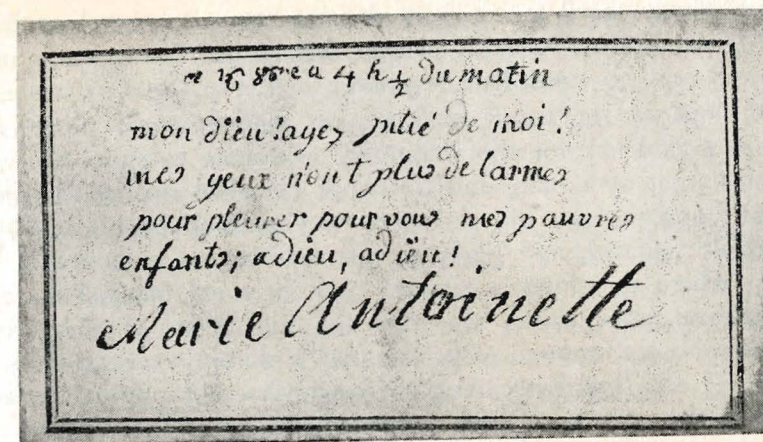 ce 16 8bre a 4 h ½ du matin
mon dieu! ayez pitié de moi!
mes yeux n'ont plus de larmes
pour pleurer pour vous mes pauvres
enfants; adieu, adieu!
Marie Antoinette